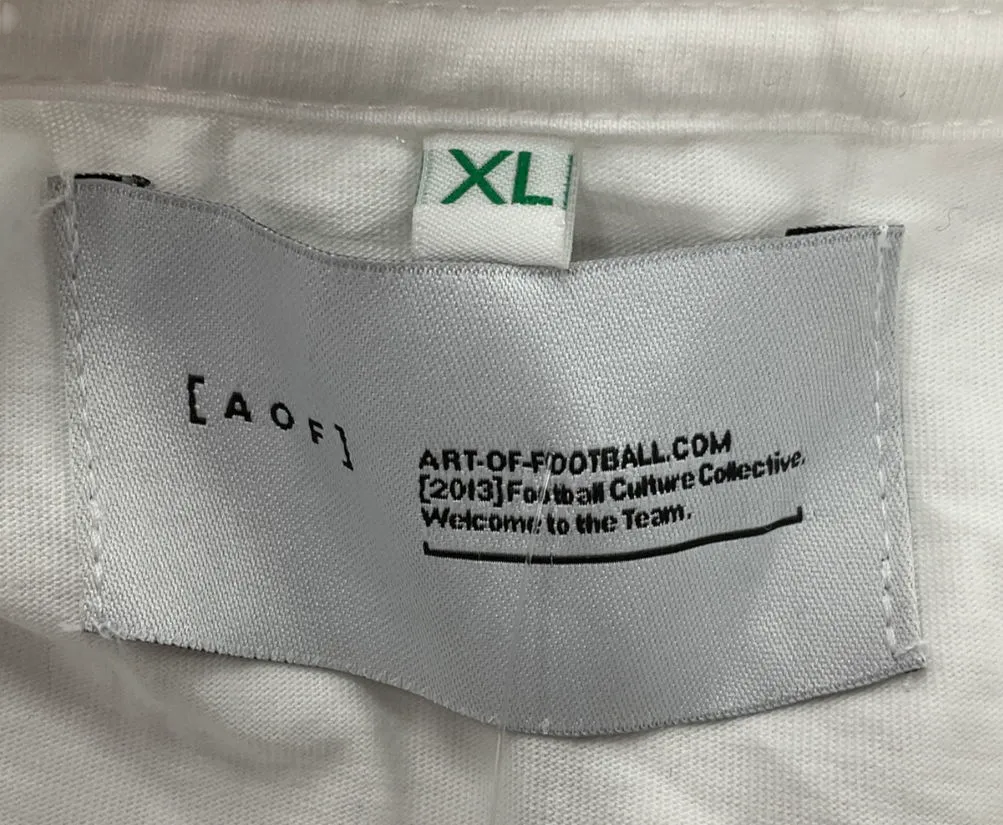 XL
[AOF]
ART-OF-FOOTBALL.COM
[2013] Football Culture Collective.
Welcome to the Team.